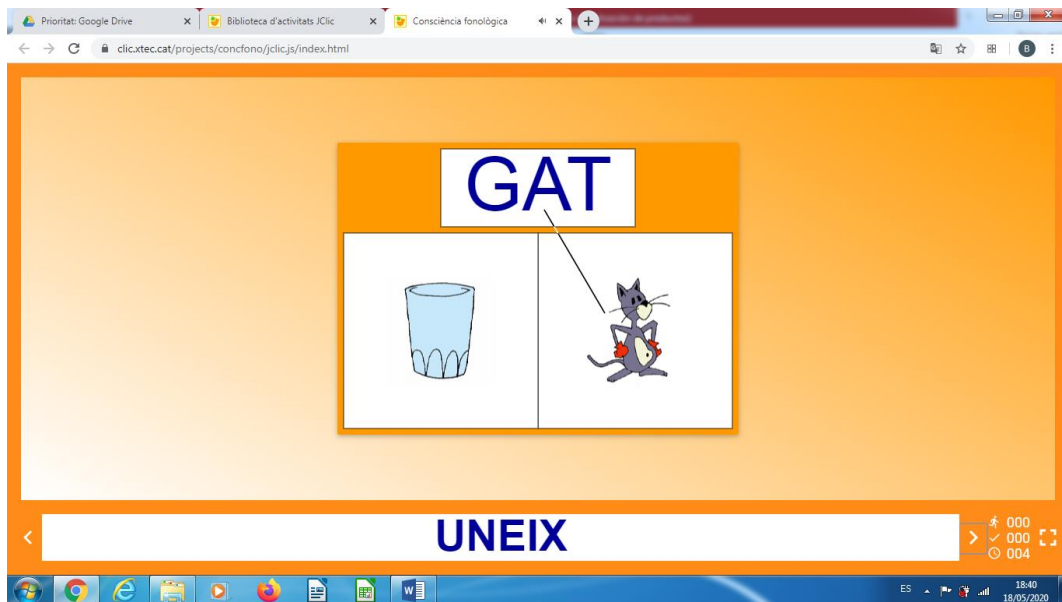 Prioritat: Google Drive
Biblioteca d'activitats JClic
Consciència fonològica
clic.xtec.cat/projects/concfono/jclic.js/index.html
B
GAT
UNEIX
000
000
004
ES
18:40
18/05/2020